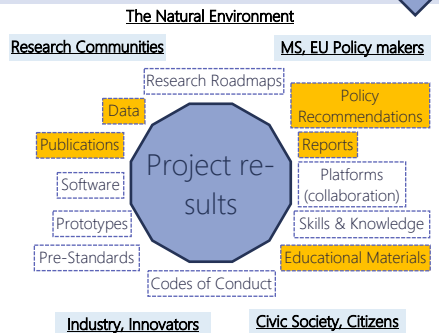 The Natural Environment
Research Communities
MS, EU Policy makers
Research Roadmaps
Data
Policy
Recommendations
Publications
Reports
Project re-
sults
Software
Platforms
(collaboration)
Prototypes
Skills & Knowledge
Pre-Standards
Educational Materials
Codes of Conduct
Industry, Innovators
Civic Society, Citizens